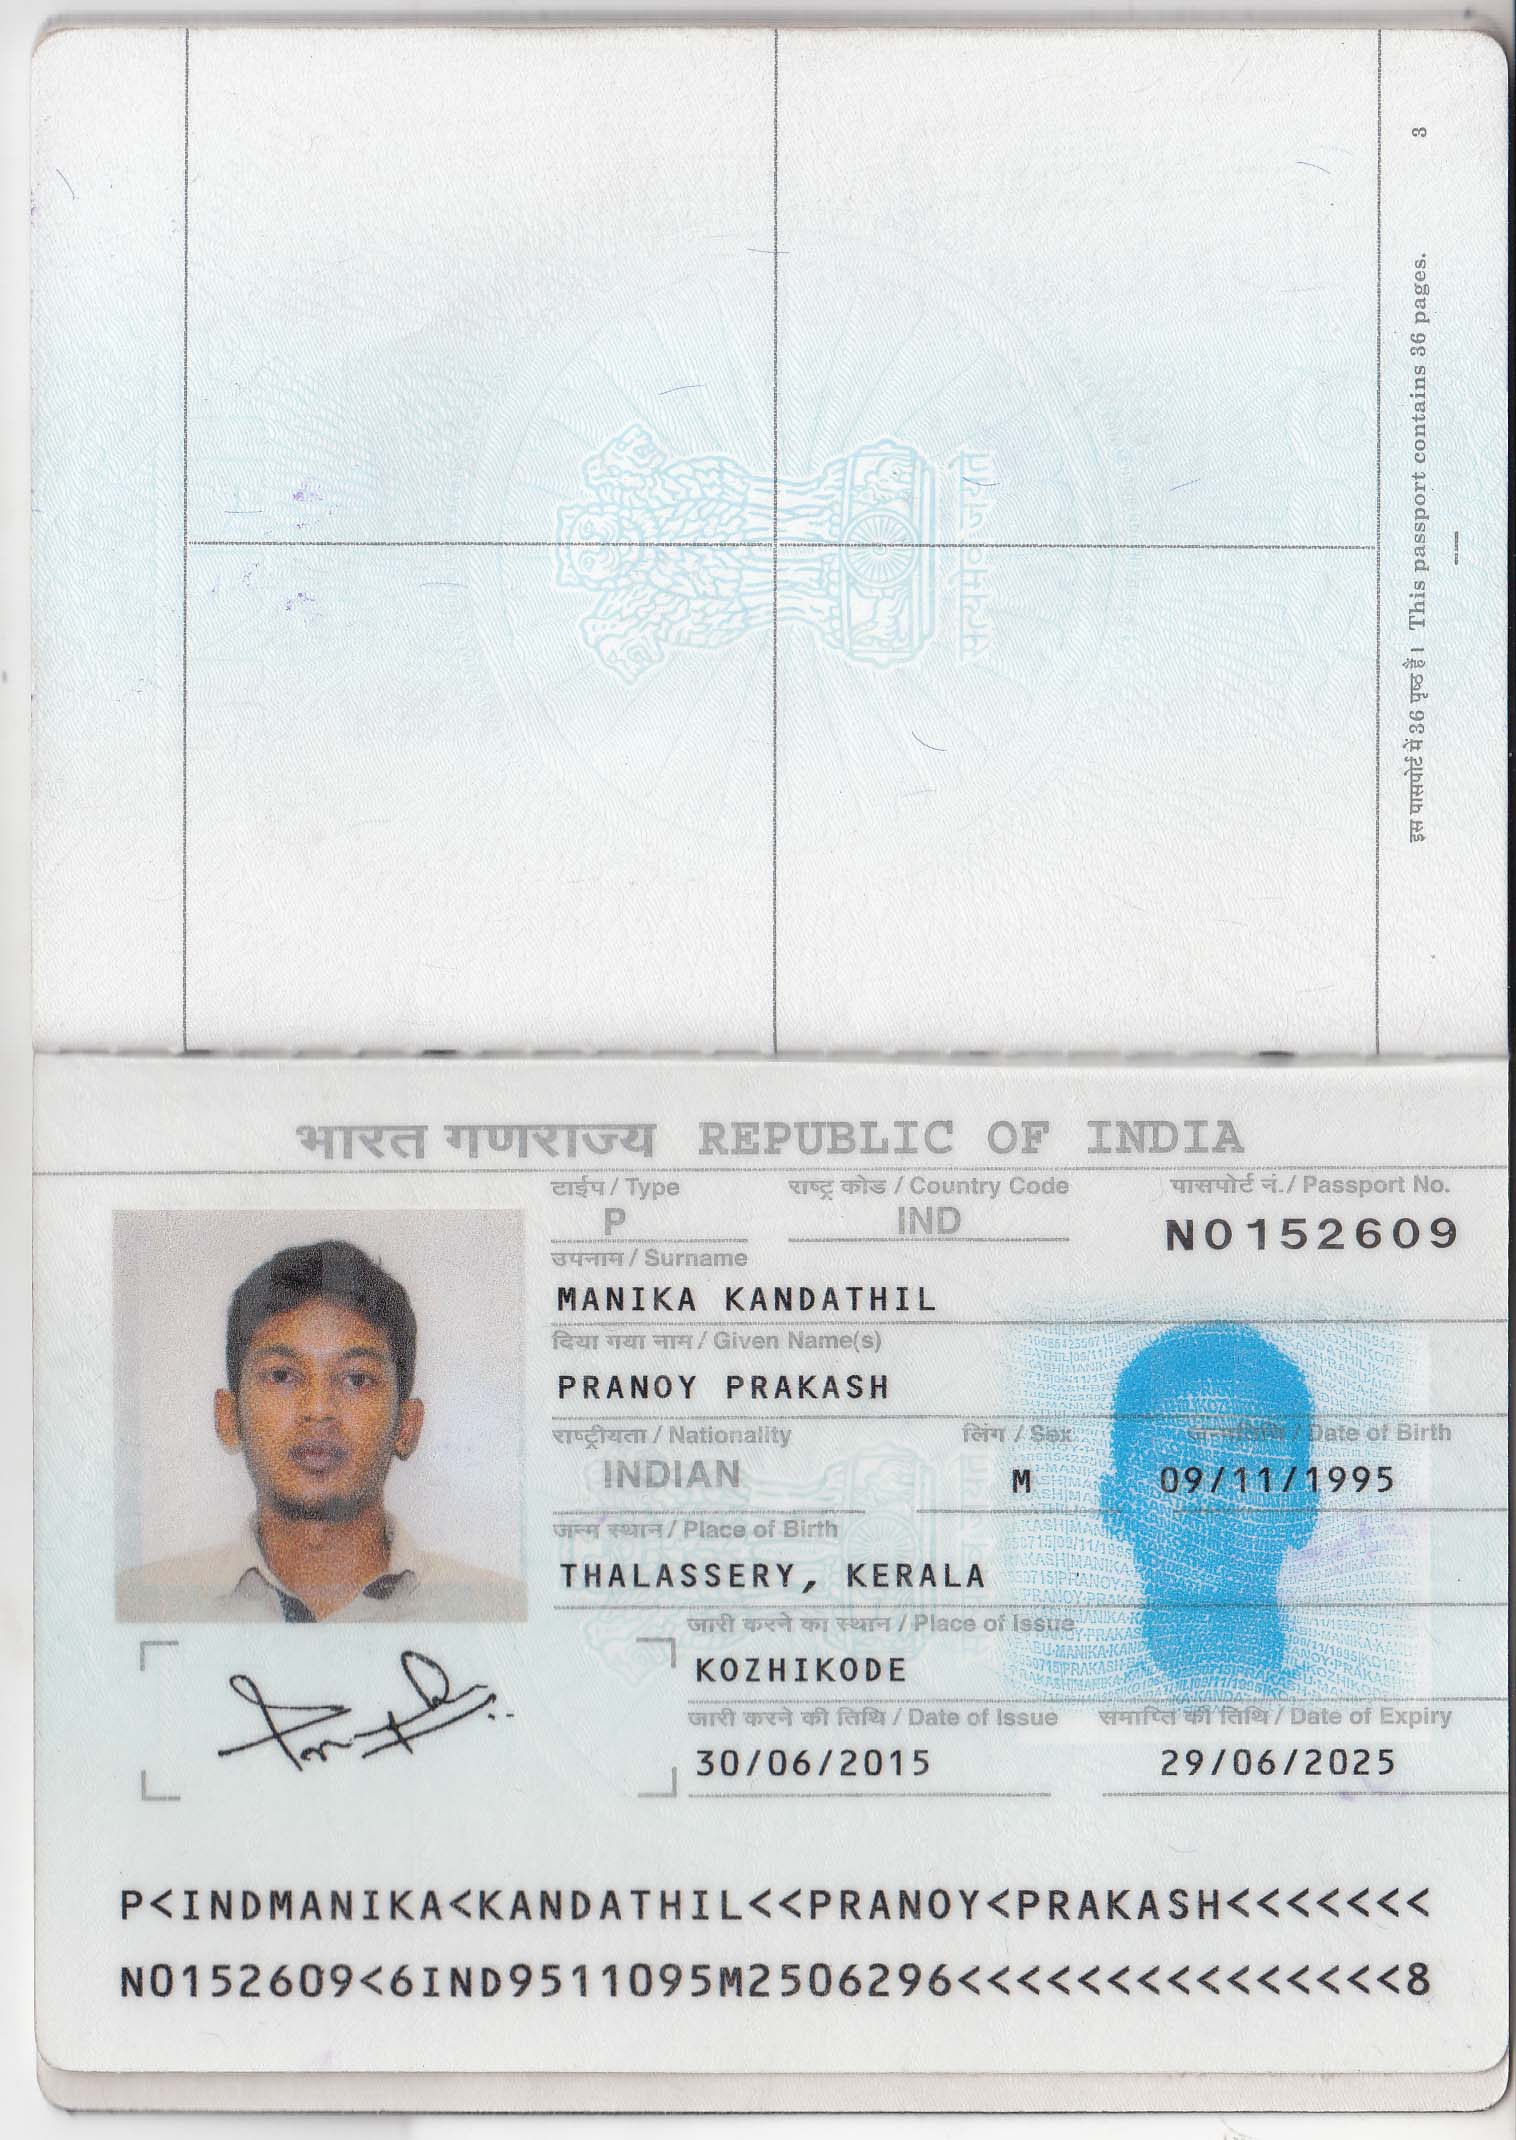 3
इस पासपोर्ट में 36 पृष्ठ हैं। This passport contains 36 pages.
भारत गणराज्य REPUBLIC OF INDIA
टाईप / Type राष्ट्र कोड / Country Code पासपोर्ट नं./ Passport No.
P IND N0152609
उपनाम / Surname
MANIKA KANDATHIL
दिया गया नाम / Given Name(s)
PRANOY PRAKASH
राष्ट्रीयता / Nationality लिंग / Sex जन्मतिथि / Date of Birth
INDIAN M 09/11/1995
जन्म स्थान / Place of Birth
THALASSERY, KERALA
जारी करने का स्थान / Place of Issue
KOZHIKODE
जारी करने की तिथि / Date of Issue समाप्ति की तिथि / Date of Expiry
30/06/2015 29/06/2025
P<INDMANIKA<KANDATHIL<<PRANOY<PRAKASH<<<<<<<
N0152609<6IND9511095M2506296<<<<<<<<<<<<<<<8